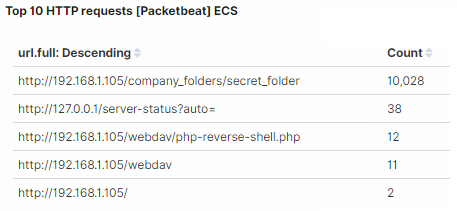 Top 10 HTTP requests [Packetbeat] ECS
url.full: Descending Count
http://192.168.1.105/company_folders/secret_folder 10,028
http://127.0.0.1/server-status?auto= 38
http://192.168.1.105/webdav/php-reverse-shell.php 12
http://192.168.1.105/webdav 11
http://192.168.1.105/ 2